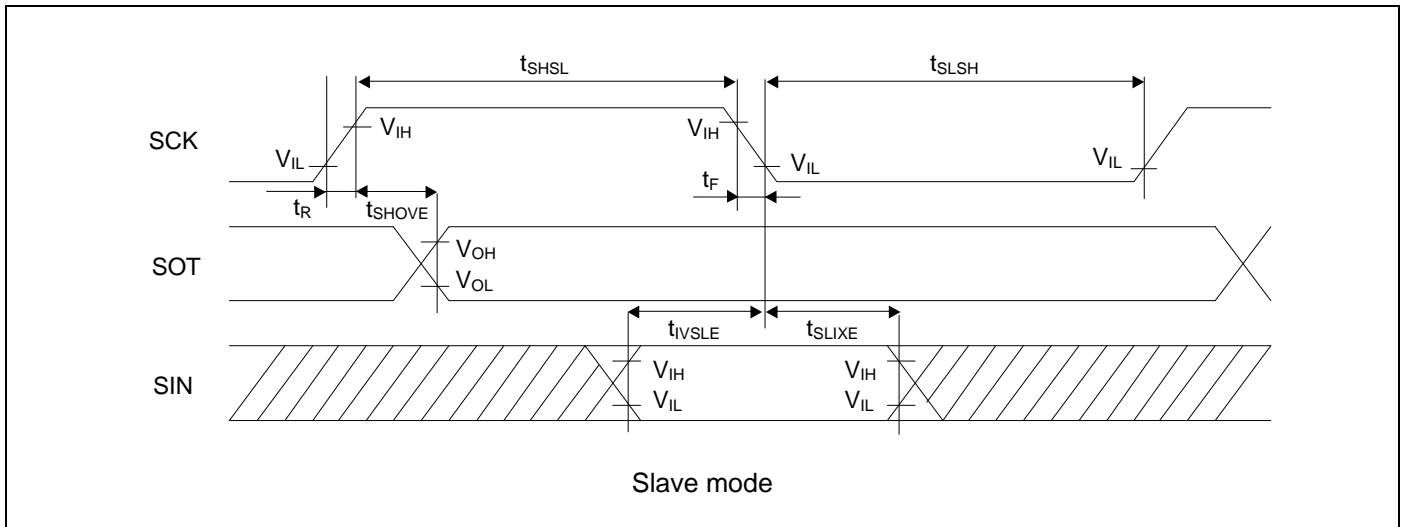 tSHSL
tSLSH
SCK
VIH
VIH
VIL
VIL
VIL
tF
tR
tSHOVE
SOT
VOH
VOL
tIVSLE
tSLIXE
SIN
VIH
VIH
VIL
VIL
Slave mode